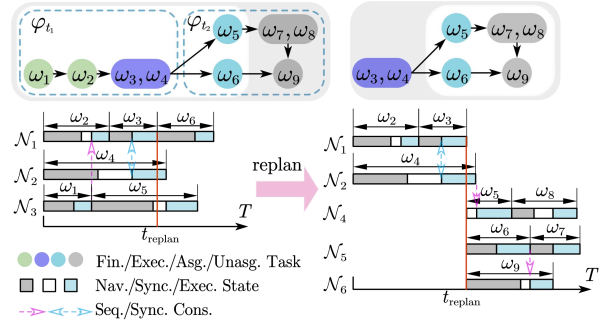 φ_{t_1} φ_{t_2} ω_5 ω_7, ω_8
ω_1 ω_2 ω_3, ω_4 ω_6 ω_9
ω_5 ω_7, ω_8
ω_3, ω_4 ω_6 ω_9
ω_2 ω_3 ω_6
𝒩_1
ω_4
𝒩_2
ω_1 ω_5
𝒩_3
T
t_replan
replan
ω_2 ω_3
𝒩_1
ω_4
𝒩_2
ω_5 ω_8
𝒩_4
ω_6 ω_7
𝒩_5
ω_9
𝒩_6
T
t_replan
Fin./Exec./Asg./Unasg. Task
Nav./Sync./Exec. State
Seq./Sync. Cons.